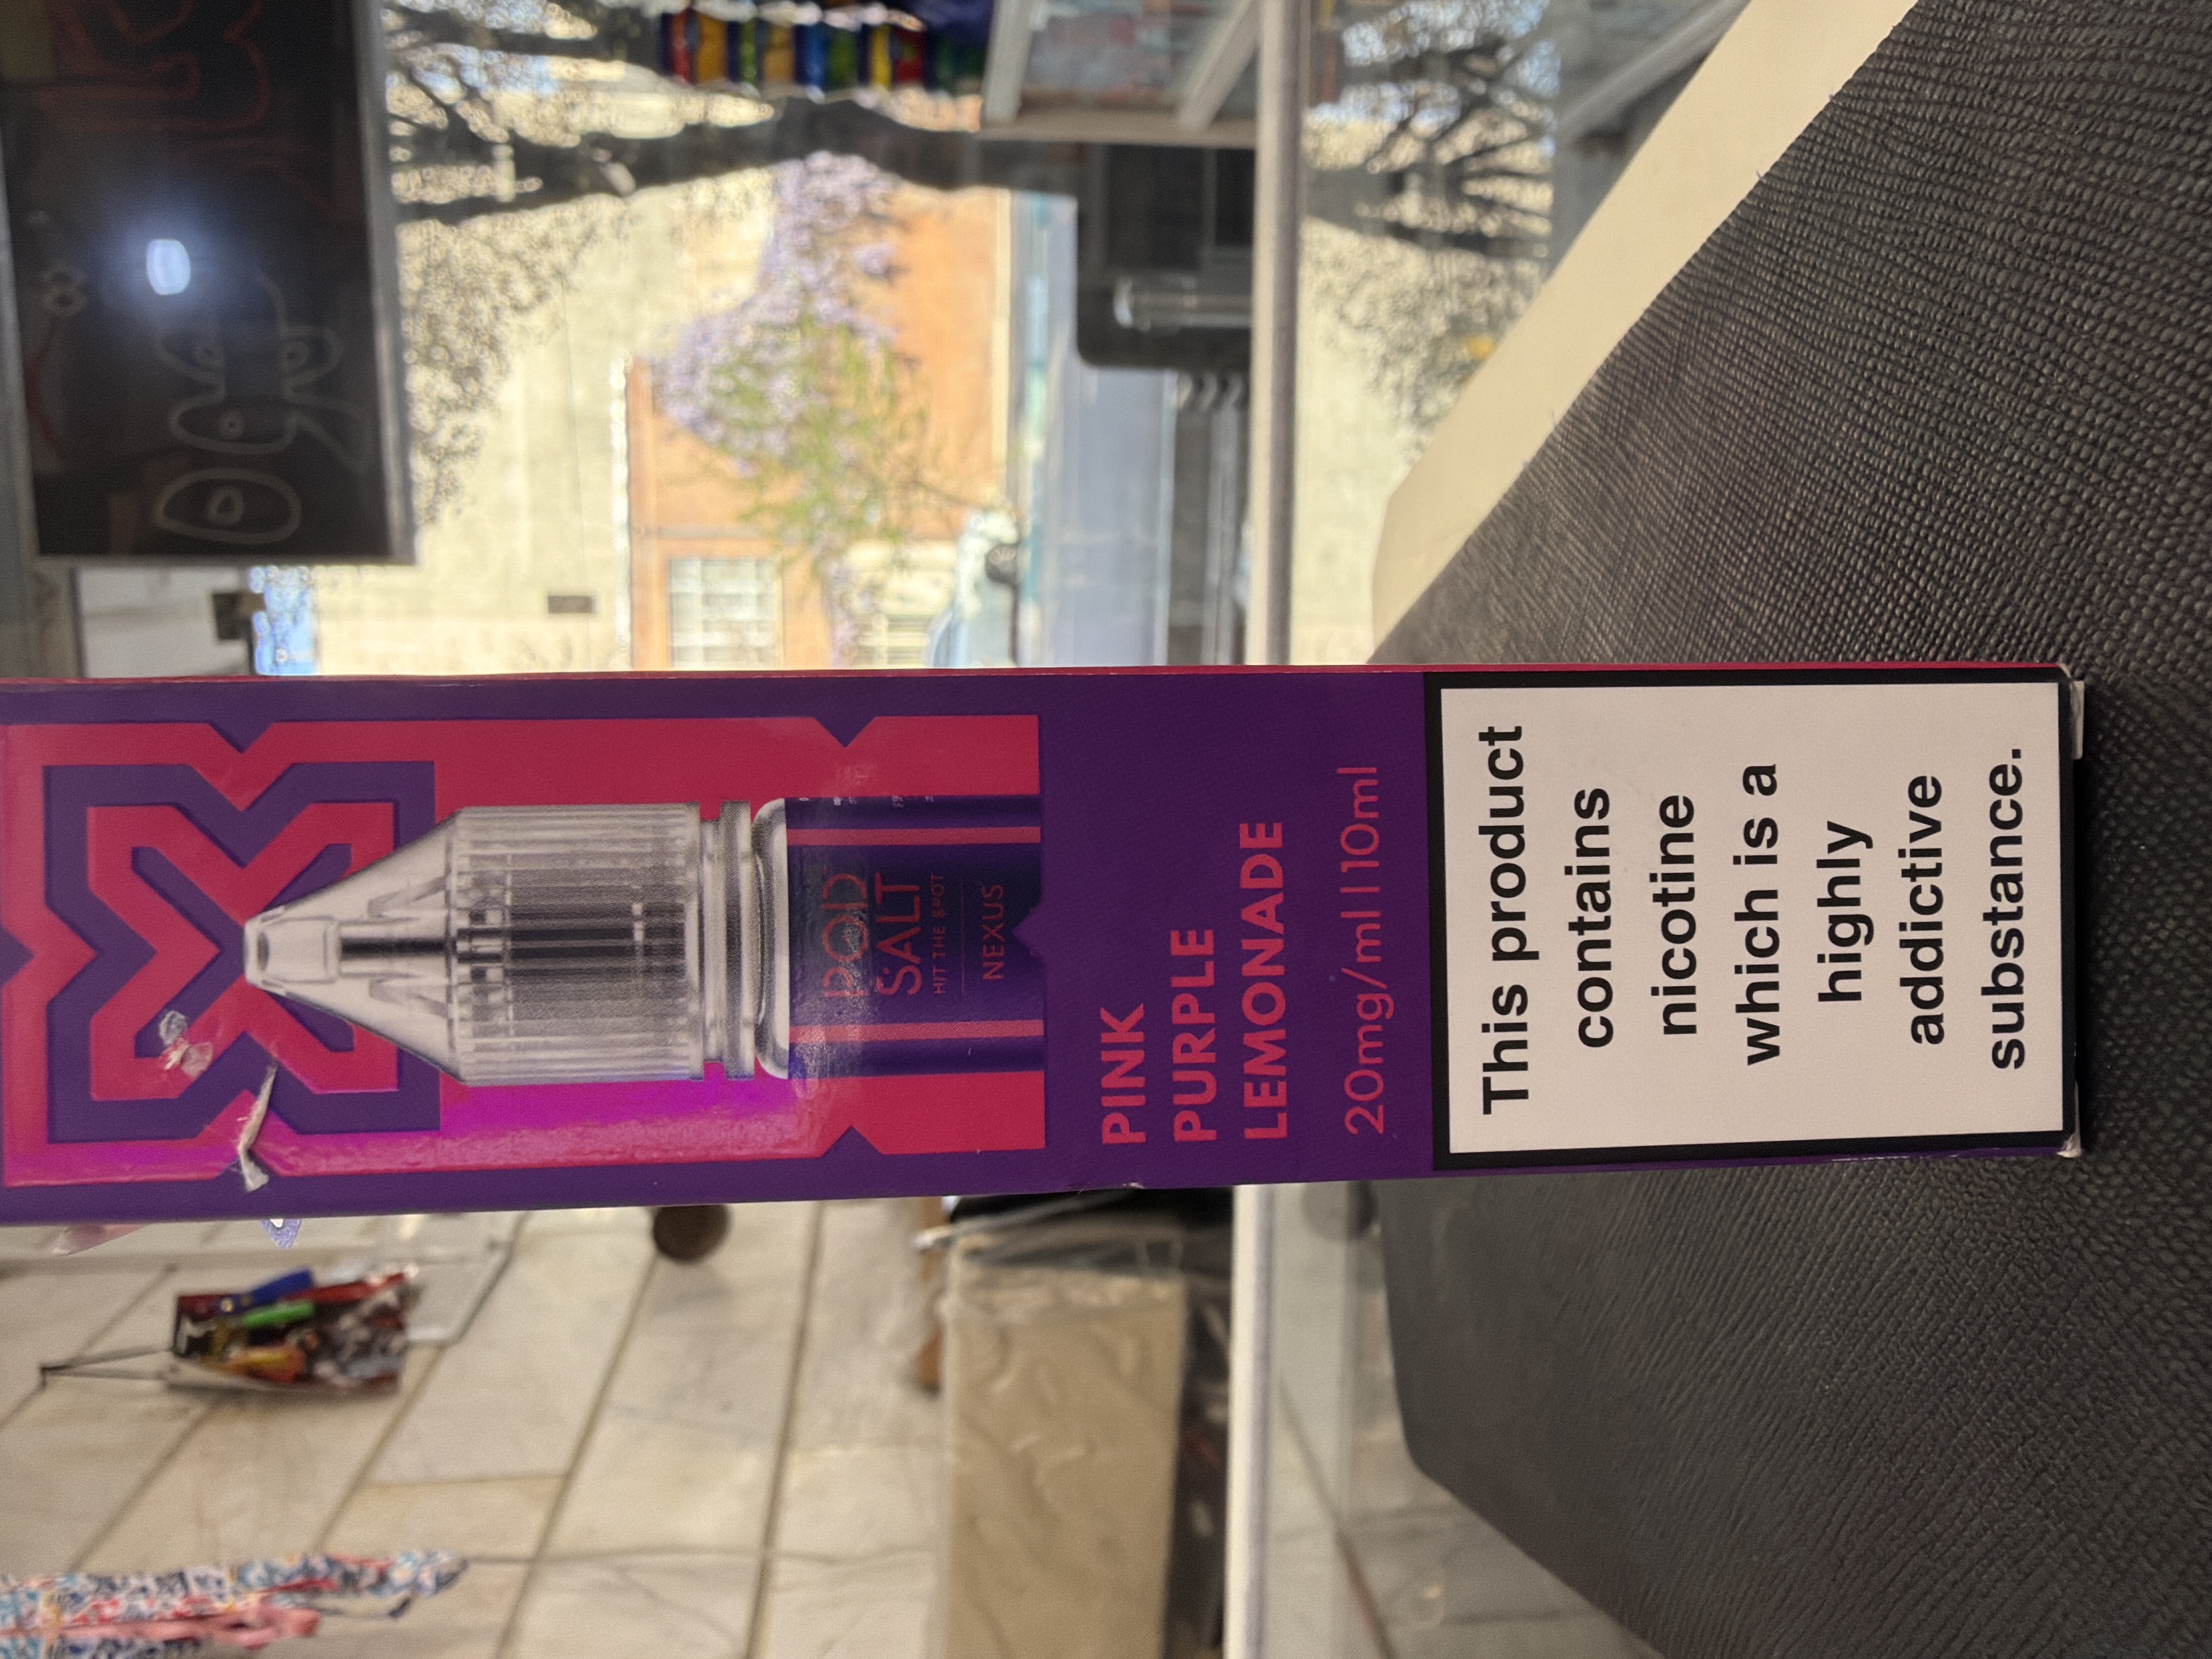 POD
SALT
HIT THE SPOT
NEXUS
PINK
PURPLE
LEMONADE
20mg/ml | 10ml
This product
contains
nicotine
which is a
highly
addictive
substance.